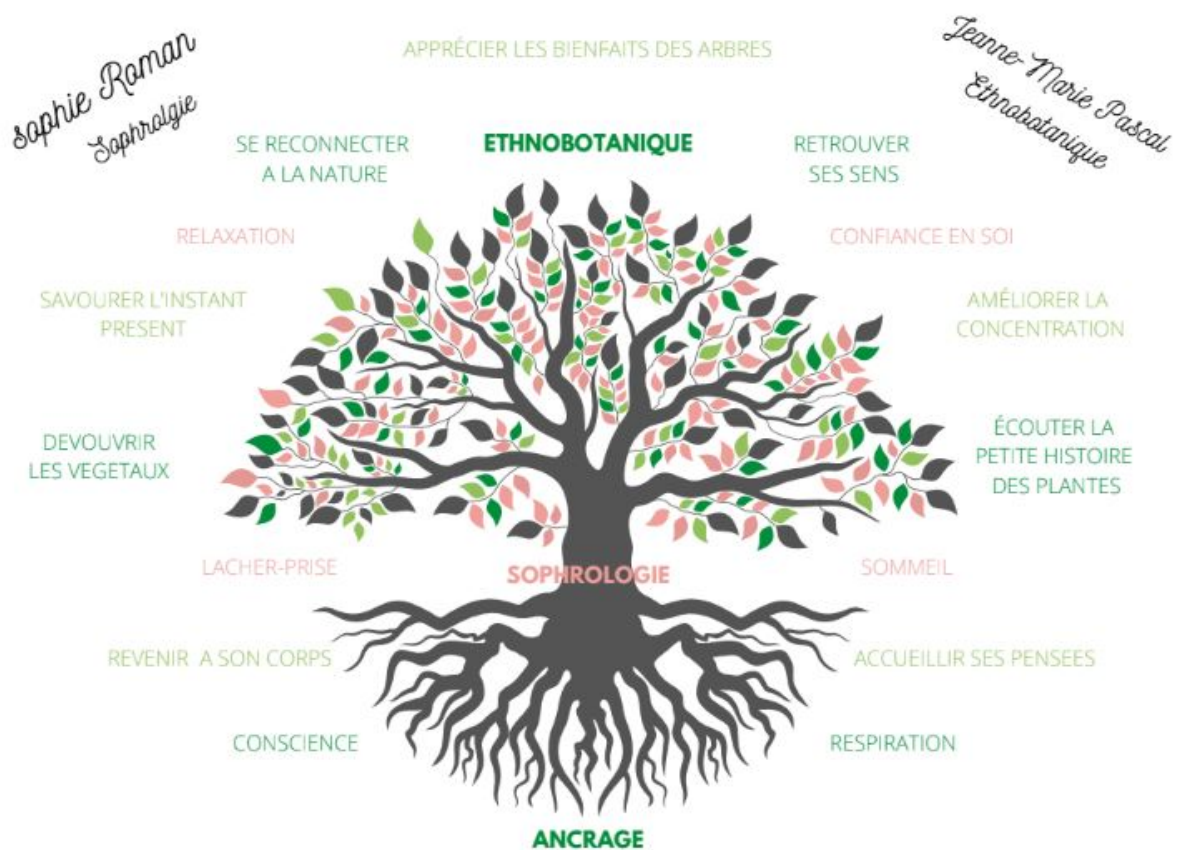 sophie Roman
Sophrolgie
APPRÉCIER LES BIENFAITS DES ARBRES
Jeanne-Marie Pascal
Ethnobotanique
SE RECONNECTER
A LA NATURE
ETHNOBOTANIQUE
RETROUVER
SES SENS
RELAXATION
CONFIANCE EN SOI
SAVOURER L'INSTANT
PRESENT
AMÉLIORER LA
CONCENTRATION
DEVOUVRIR
LES VEGETAUX
ÉCOUTER LA
PETITE HISTOIRE
DES PLANTES
LACHER-PRISE
SOPHROLOGIE
SOMMEIL
REVENIR A SON CORPS
ACCUEILLIR SES PENSEES
CONSCIENCE
RESPIRATION
ANCRAGE